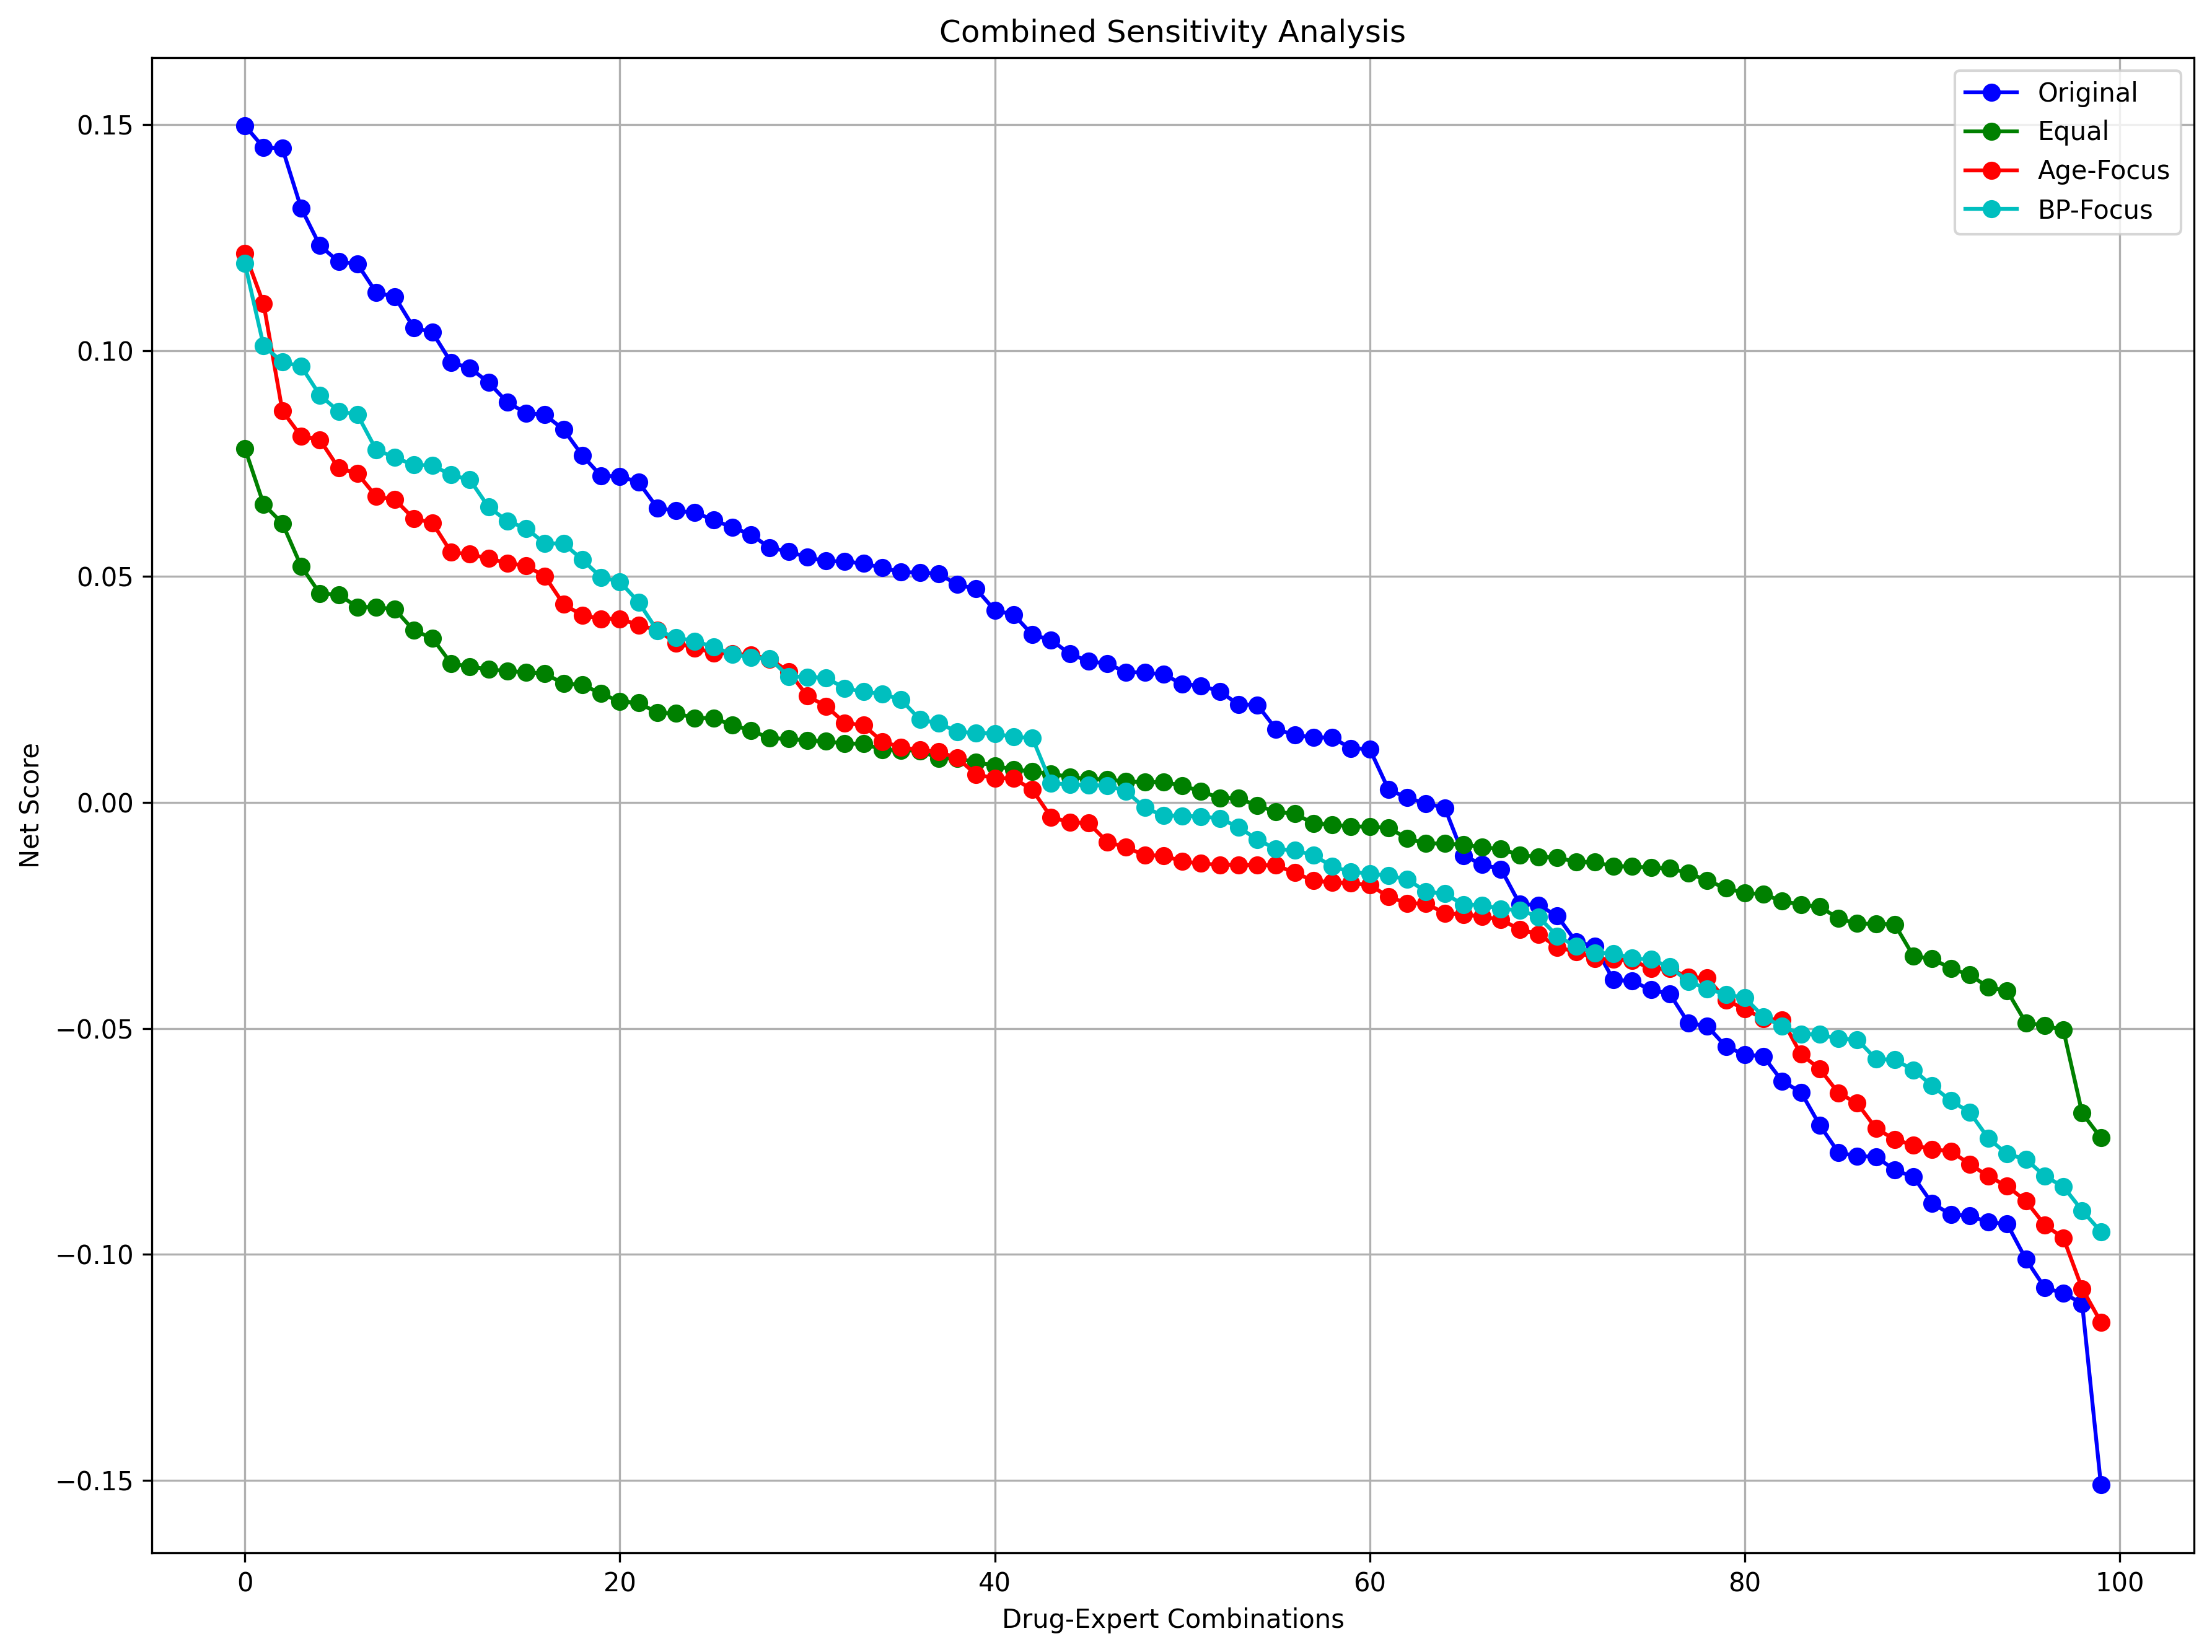 Combined Sensitivity Analysis
Original
Equal
Age-Focus
BP-Focus
Net Score
0.15
0.10
0.05
0.00
−0.05
−0.10
−0.15
0 20 40 60 80 100
Drug-Expert Combinations